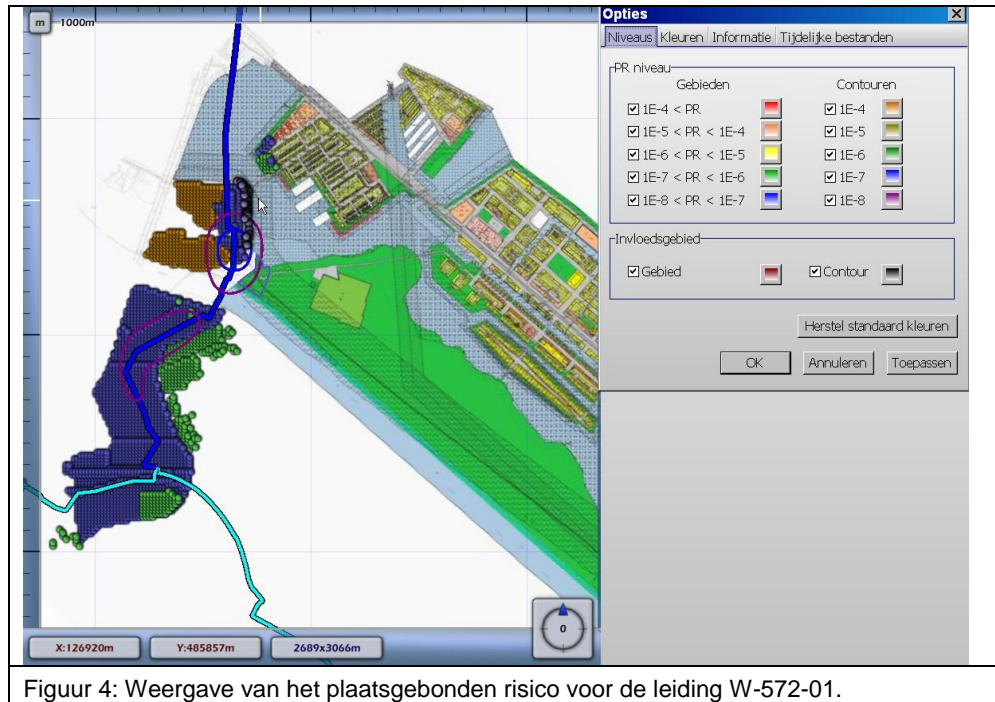 m
1000m
X:126920m
Y:485857m
2689x3066m
0
Opties
Niveaus Kleuren Informatie Tijdelijke bestanden
PR niveau
Gebieden Contouren
1E-4 < PR 1E-4
1E-5 < PR < 1E-4 1E-5
1E-6 < PR < 1E-5 1E-6
1E-7 < PR < 1E-6 1E-7
1E-8 < PR < 1E-7 1E-8
Invloedsgebied
Gebied Contour
Herstel standaard kleuren
OK Annuleren Toepassen
Figuur 4: Weergave van het plaatsgebonden risico voor de leiding W-572-01.